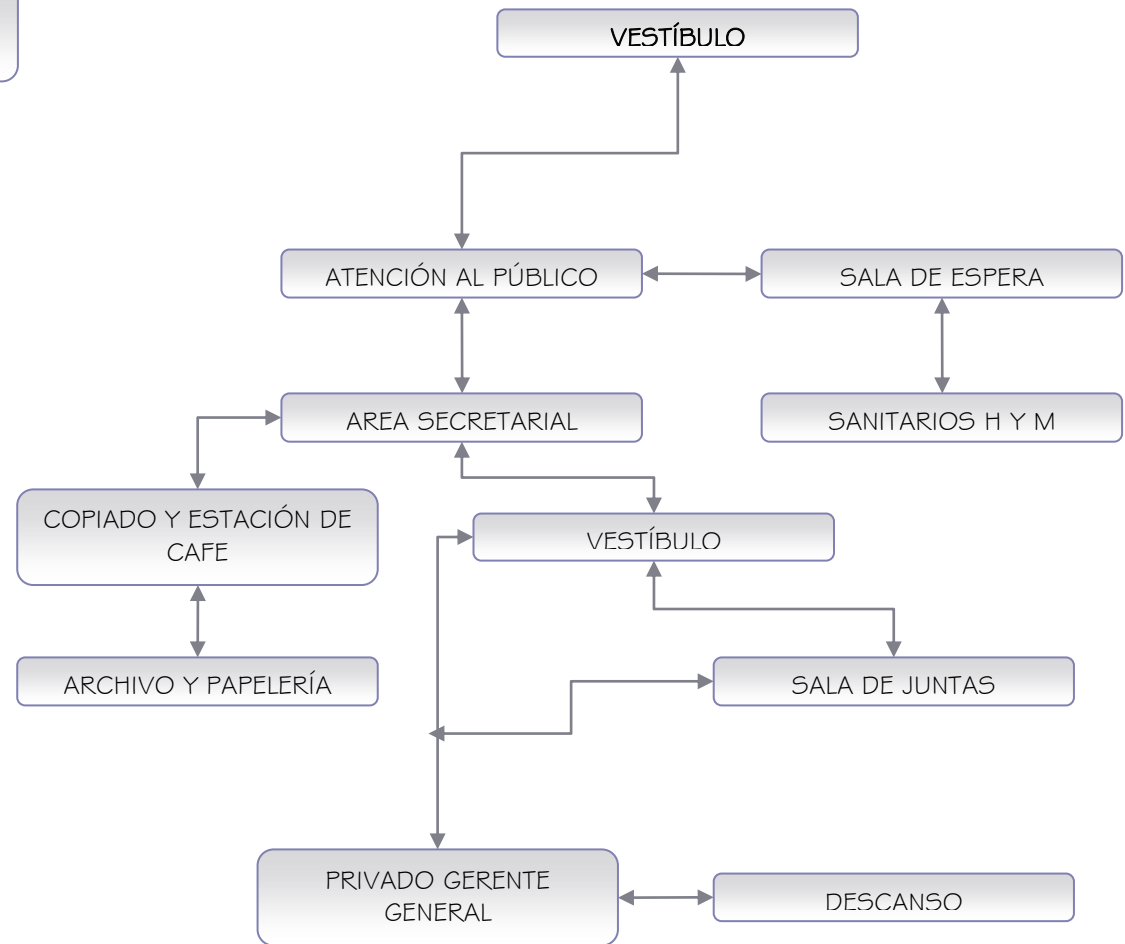 VESTÍBULO
ATENCIÓN AL PÚBLICO
SALA DE ESPERA
AREA SECRETARIAL
SANITARIOS H Y M
COPIADO Y ESTACIÓN DE
CAFE
VESTÍBULO
ARCHIVO Y PAPELERÍA
SALA DE JUNTAS
PRIVADO GERENTE
GENERAL
DESCANSO